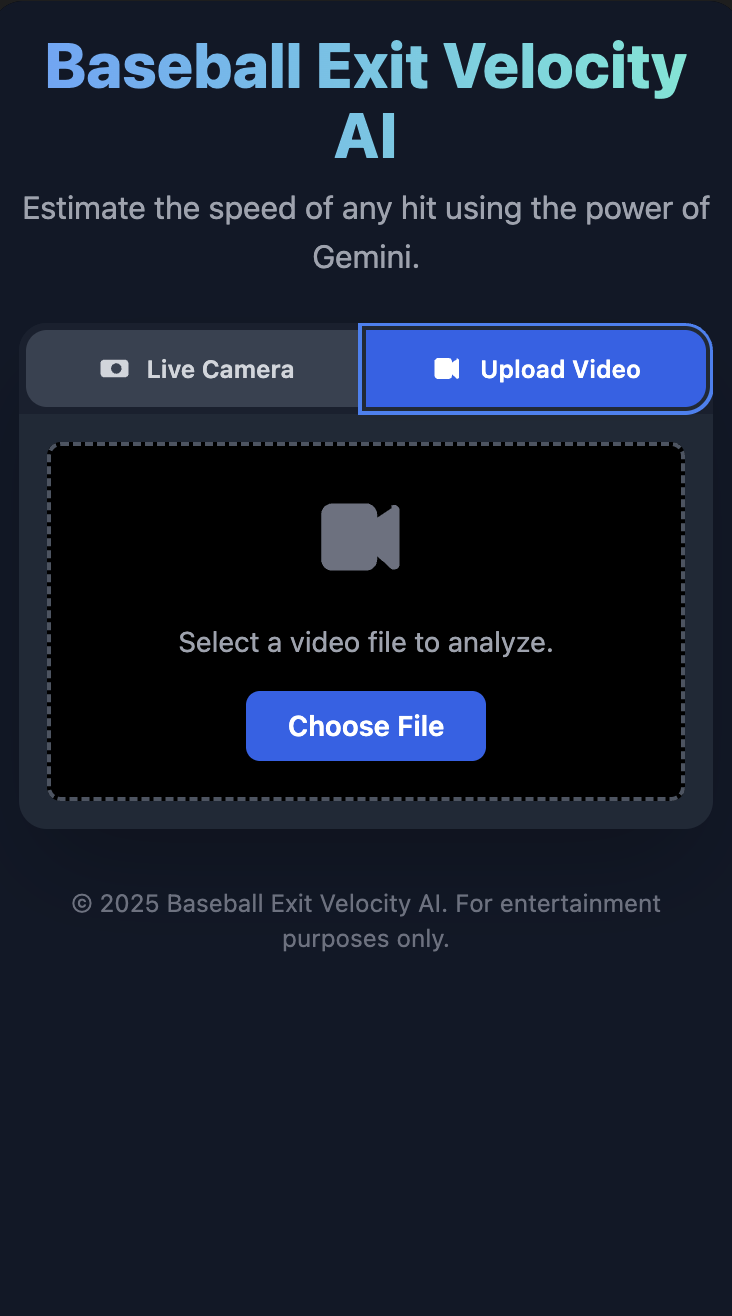 Baseball Exit Velocity
AI
Estimate the speed of any hit using the power of
Gemini.
Live Camera
Upload Video
Select a video file to analyze.
Choose File
© 2025 Baseball Exit Velocity AI. For entertainment
purposes only.